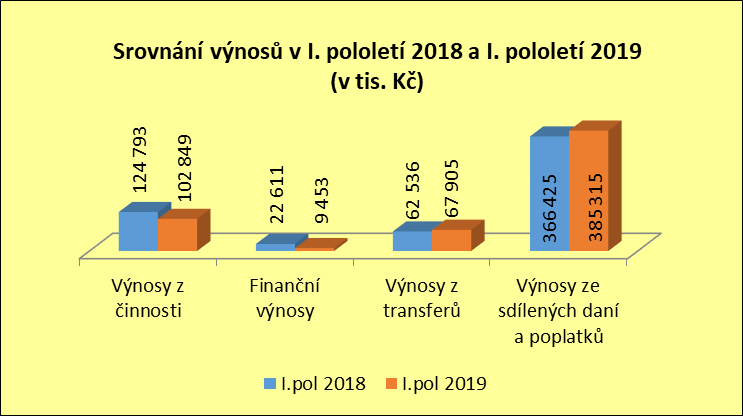 Srovnání výnosů v I. pololetí 2018 a I. pololetí 2019
(v tis. Kč)
124 793
102 849
22 611
9 453
62 536
67 905
366 425
385 315
Výnosy z
činnosti
Finanční
výnosy
Výnosy z
transferů
Výnosy ze
sdílených daní
a poplatků
I.pol 2018
I.pol 2019